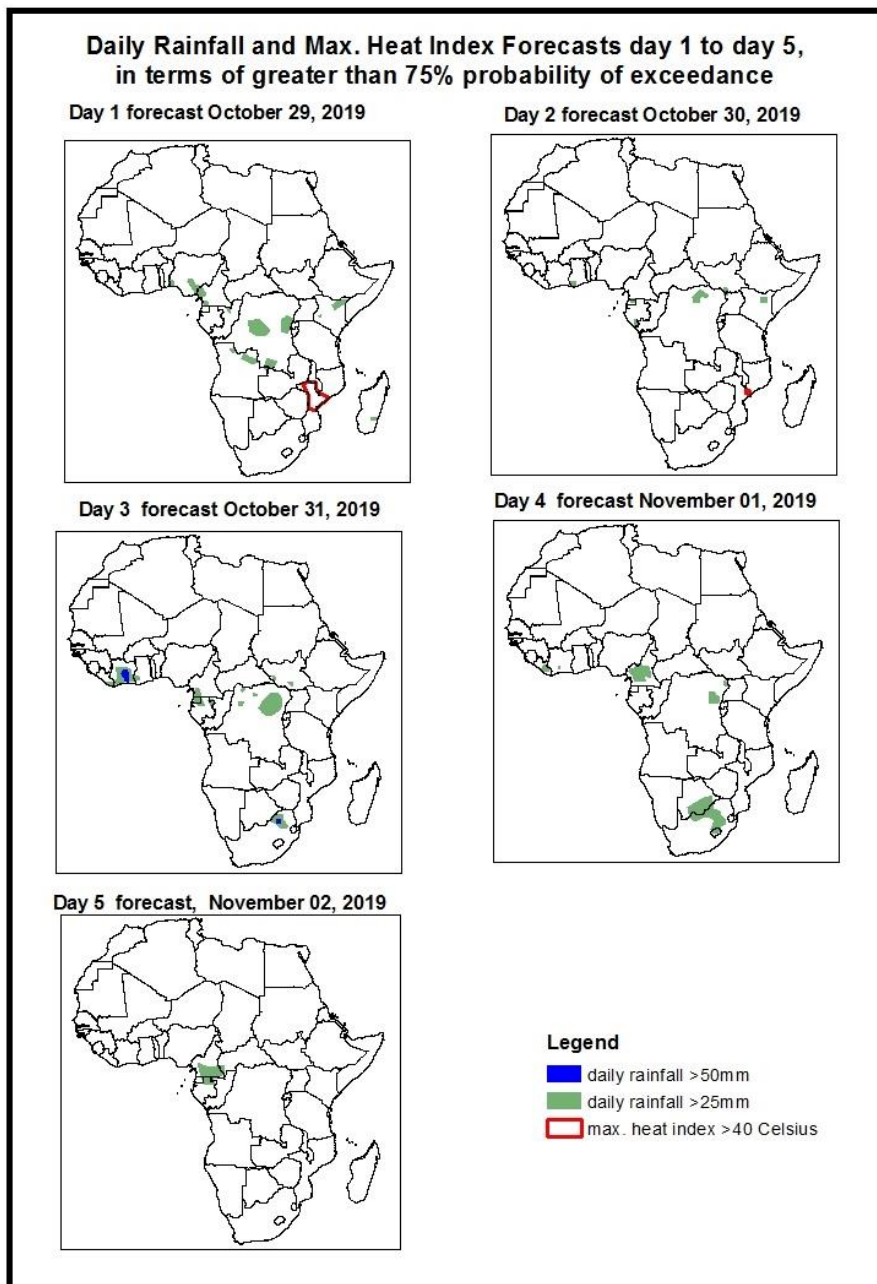 Daily Rainfall and Max. Heat Index Forecasts day 1 to day 5,
in terms of greater than 75% probability of exceedance
Day 1 forecast October 29, 2019
Day 2 forecast October 30, 2019
Day 3 forecast October 31, 2019
Day 4 forecast November 01, 2019
Day 5 forecast, November 02, 2019
Legend
daily rainfall >50mm
daily rainfall >25mm
max. heat index >40 Celsius